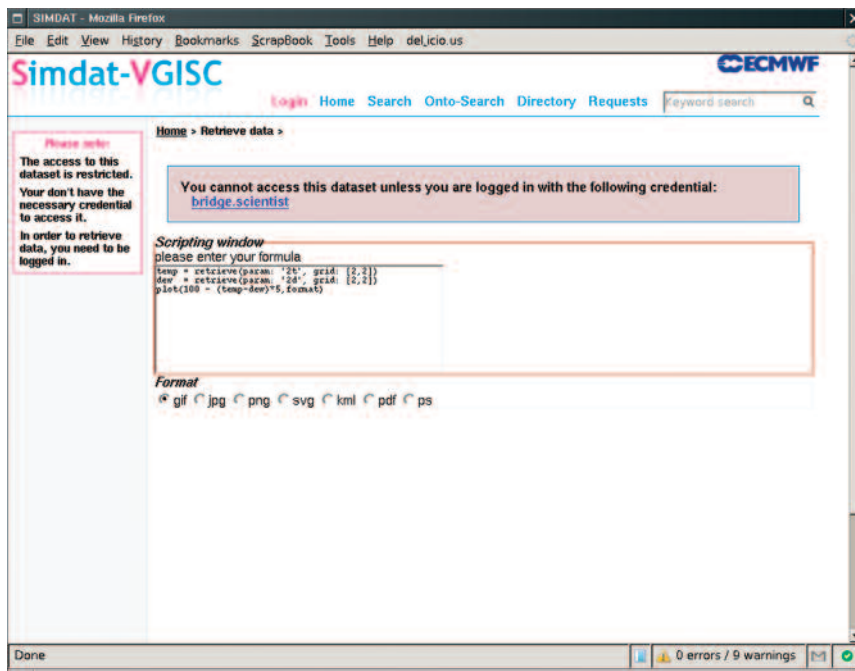 SIMDAT - Mozilla Firefox
File Edit View History Bookmarks ScrapBook Tools Help del.icio.us
Simdat-VGISC
ECMWF
Login Home Search Onto-Search Directory Requests Keyword search
Home > Retrieve data >
Please note:
The access to this
dataset is restricted.
Your don't have the
necessary credential
to access it.
In order to retrieve
data, you need to be
logged in.
You cannot access this dataset unless you are logged in with the following credential:
bridge.scientist
Scripting window
please enter your formula
temp = retrieve(param: '2t', grid: [2,2])
dew = retrieve(param: '2d', grid: [2,2])
plot(100 - (temp-dew)*5,format)
Format
gif jpg png svg kml pdf ps
Done
0 errors / 9 warnings